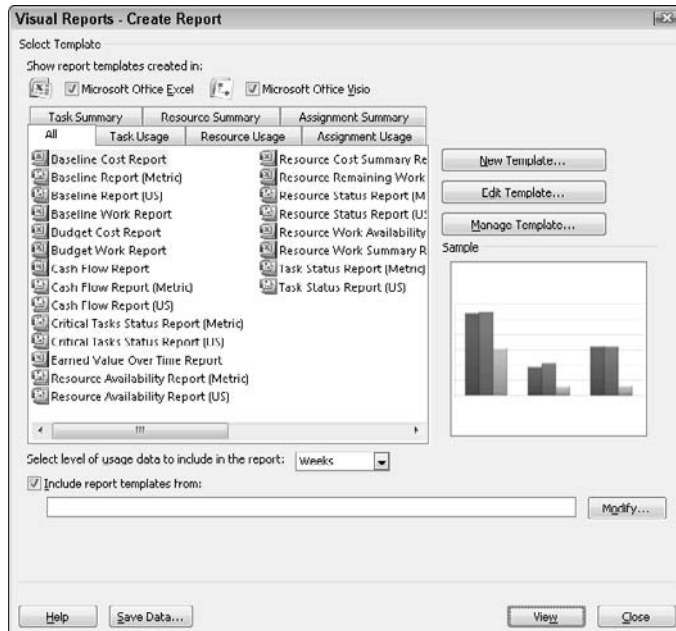 Visual Reports - Create Report
Select Template
Show report templates created in:
Microsoft Office Excel
Microsoft Office Visio
Task Summary
Resource Summary
Assignment Summary
All
Task Usage
Resource Usage
Assignment Usage
Baseline Cost Report
Baseline Report (Metric)
Baseline Report (US)
Baseline Work Report
Budget Cost Report
Budget Work Report
Cash Flow Report
Cash Flow Report (Metric)
Cash Flow Report (US)
Critical Tasks Status Report (Metric)
Critical Tasks Status Report (US)
Earned Value Over Time Report
Resource Availability Report (Metric)
Resource Availability Report (US)
Resource Cost Summary Re
Resource Remaining Work
Resource Status Report (M
Resource Status Report (US
Resource Work Availability
Resource Work Summary R
Task Status Report (Metric)
Task Status Report (US)
New Template...
Edit Template...
Manage Template...
Sample
Select level of usage data to include in the report:
Weeks
Include report templates from:
Modify...
Help
Save Data...
View
Close